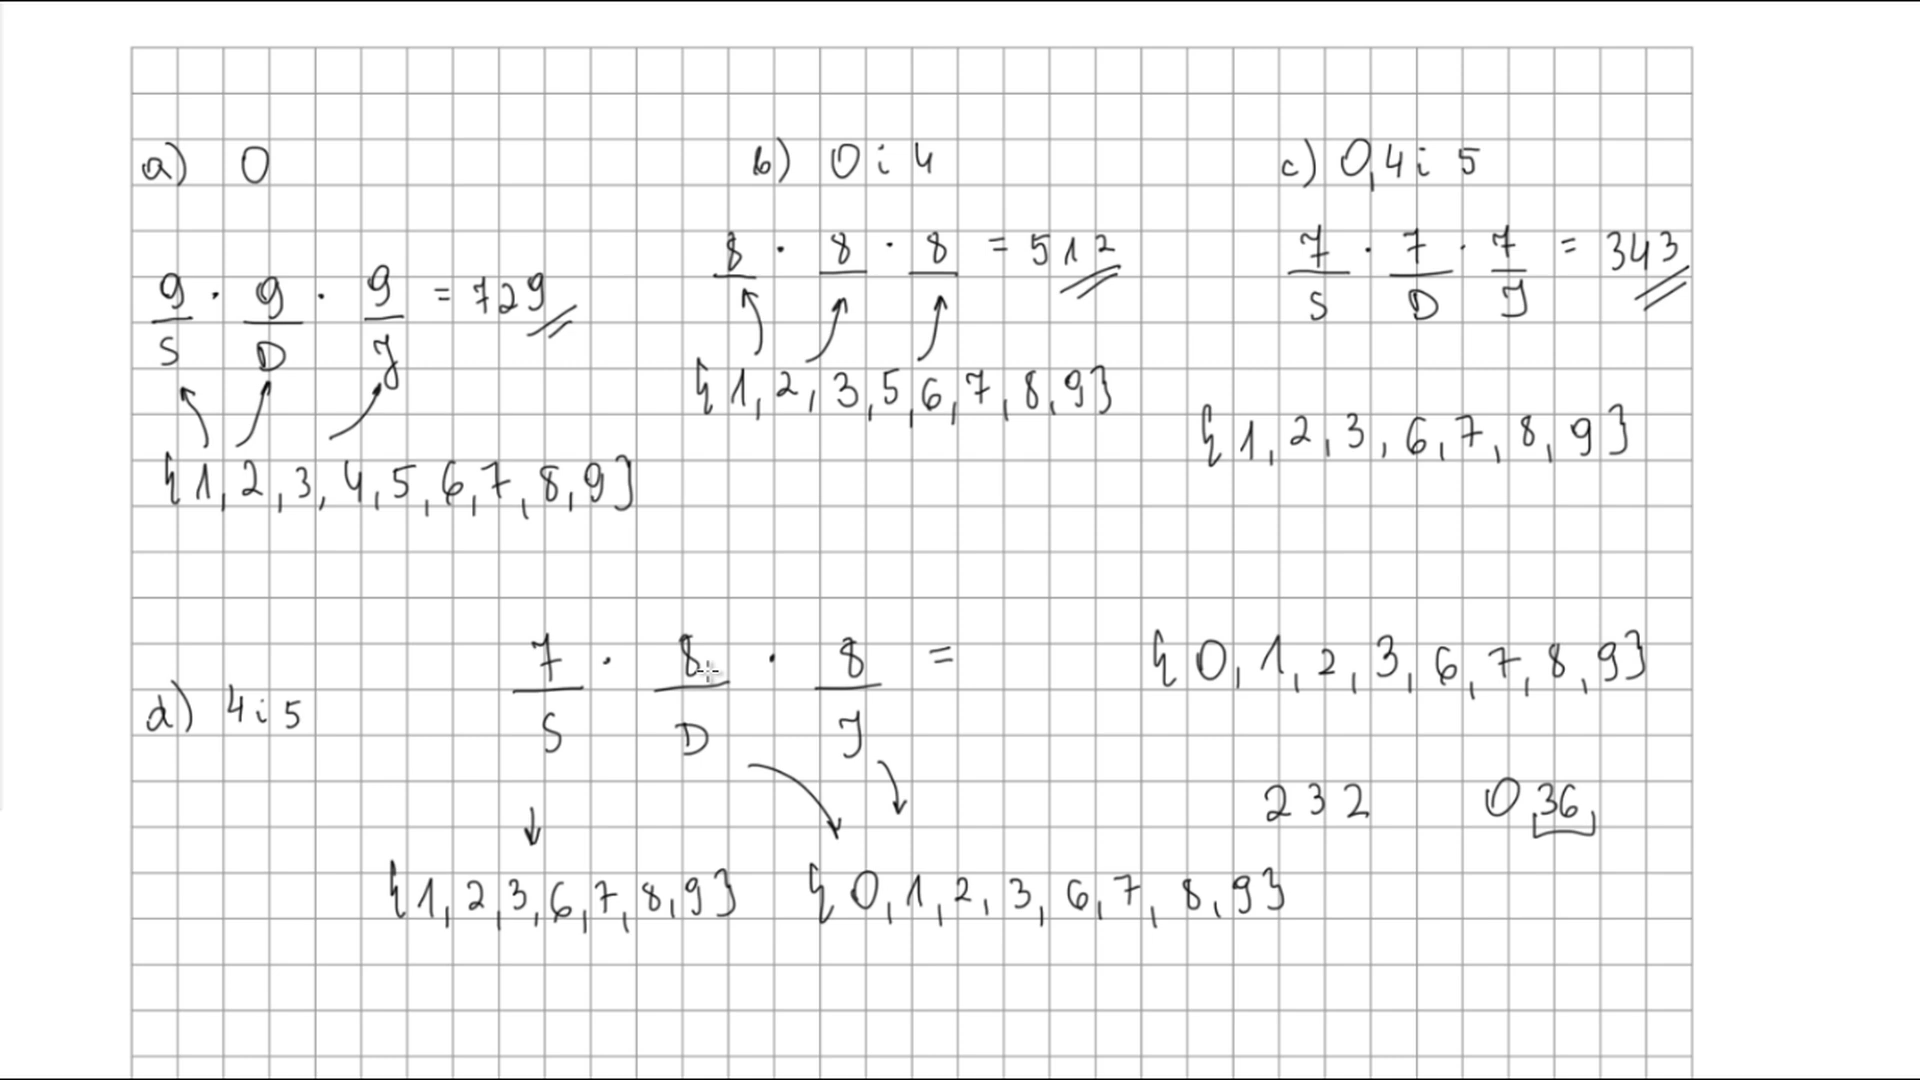 a) 0
9 · 9 · 9 = 729
S D J
{1, 2, 3, 4, 5, 6, 7, 8, 9}
b) 0 i 4
8 · 8 · 8 = 512
{1, 2, 3, 5, 6, 7, 8, 9}
c) 0, 4 i 5
7 · 7 · 7 = 343
S D J
{1, 2, 3, 6, 7, 8, 9}
d) 4 i 5
7 · 8 · 8 =
S D J
{1, 2, 3, 6, 7, 8, 9} {0, 1, 2, 3, 6, 7, 8, 9}
{0, 1, 2, 3, 6, 7, 8, 9}
232 036